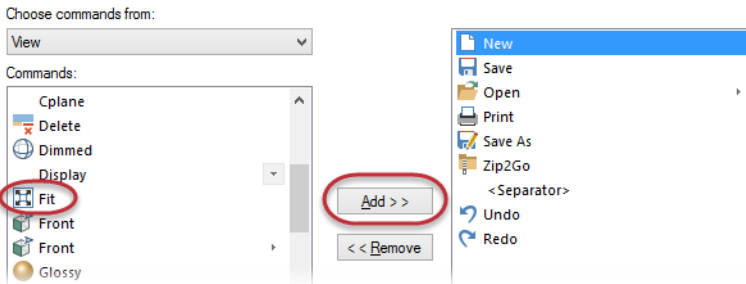 Choose commands from:
View
Commands:
Cplane
Delete
Dimmed
Display
Fit
Front
Front
Glossy
Add > >
< < Remove
New
Save
Open
Print
Save As
Zip2Go
<Separator>
Undo
Redo